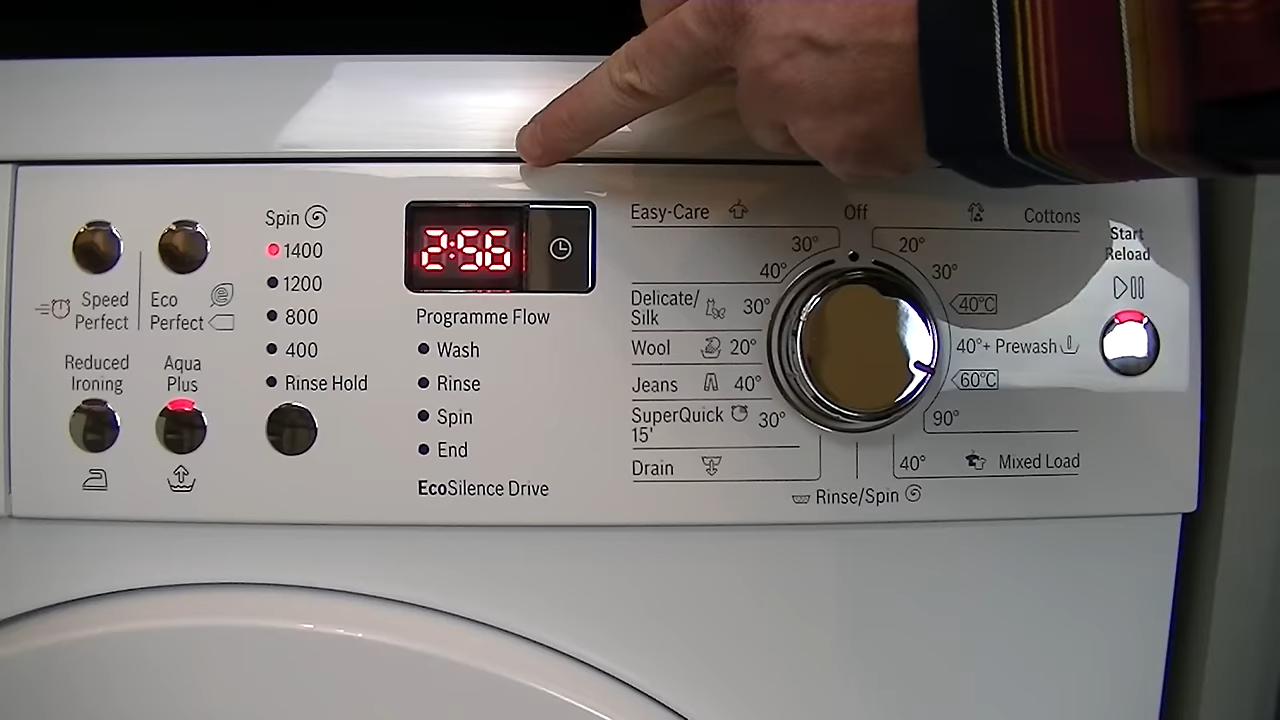 Speed
Perfect
Eco
Perfect
Reduced
Ironing
Aqua
Plus
Spin
1400
1200
800
400
Rinse Hold
2:56
Programme Flow
Wash
Rinse
Spin
End
EcoSilence Drive
Easy-Care
30°
40°
Delicate/
Silk 30°
Wool 20°
Jeans 40°
SuperQuick
15' 30°
Drain
Off
Cottons
20°
30°
40°C
40°+ Prewash
60°C
90°
40° Mixed Load
Rinse/Spin
Start
Reload